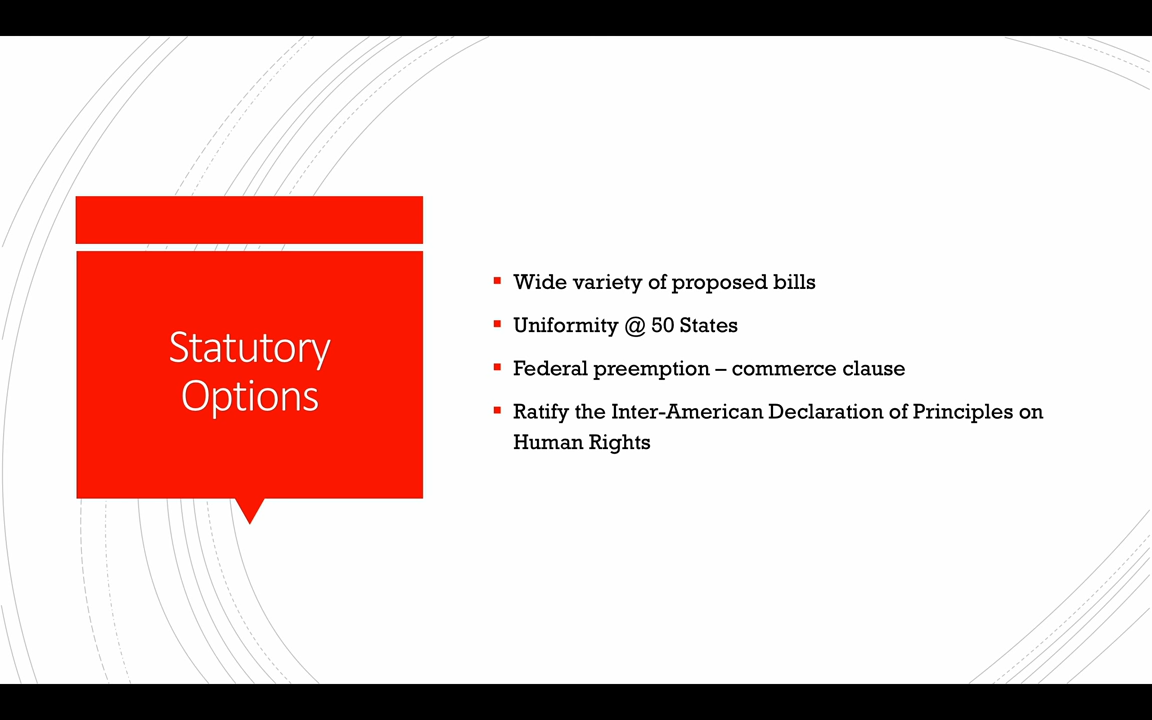 Statutory
Options
Wide variety of proposed bills
Uniformity @ 50 States
Federal preemption – commerce clause
Ratify the Inter-American Declaration of Principles on
Human Rights